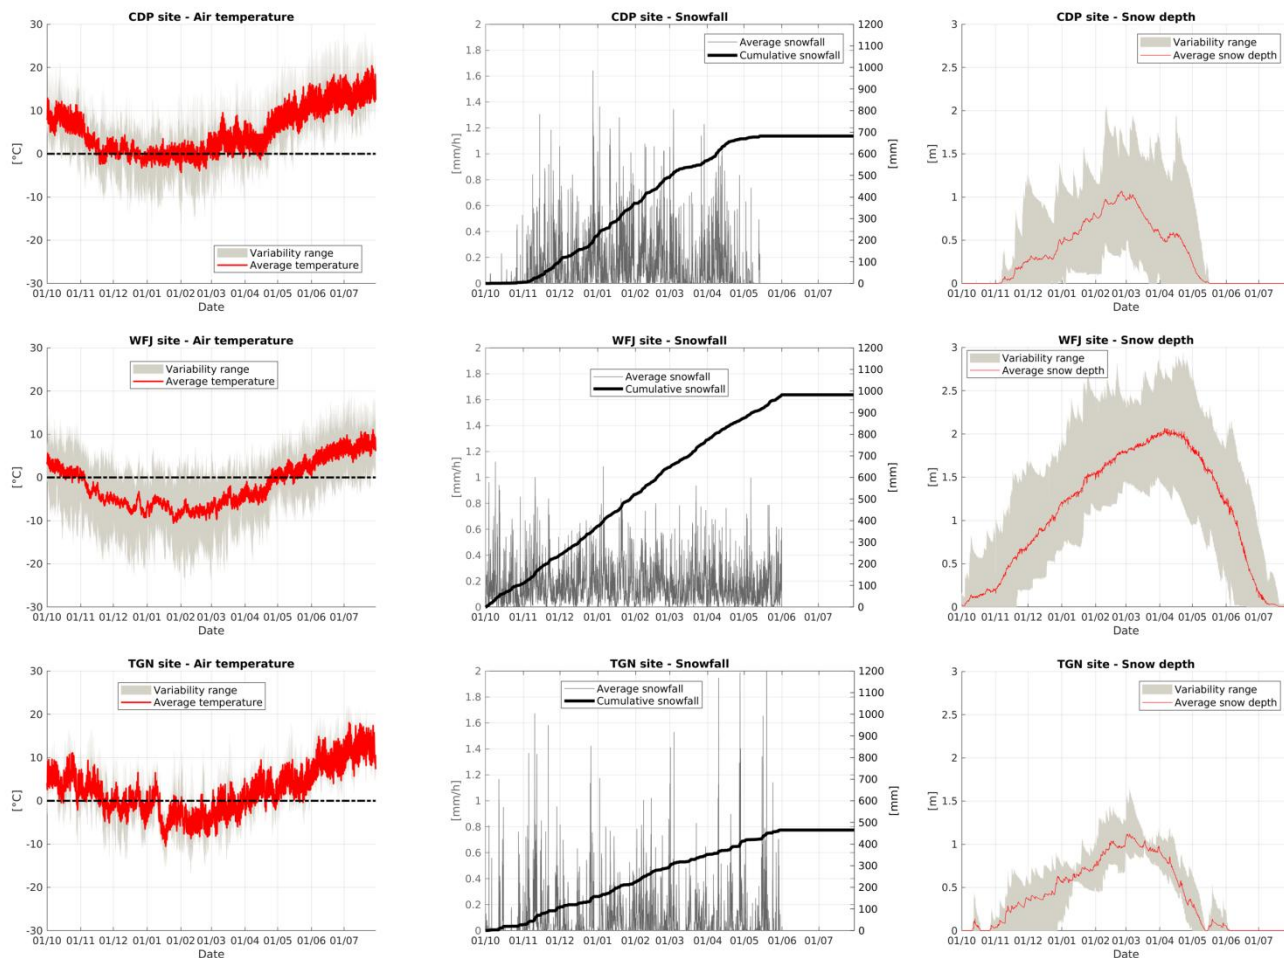 CDP site - Air temperature
30
20
10
0
-10
-20
30
[°C]
Variability range
Average temperature
01/10 01/11 01/12 01/01 01/02 01/03 01/04 01/05 01/06 01/07
Date
CDP site - Snowfall
2
1.8
1.6
1.4
1.2
1
0.8
0.6
0.4
0.2
0
[mm/h]
Average snowfall
Cumulative snowfall
1200
1100
1000
900
800
700
600
500
400
300
200
100
0
[mm]
01/10 01/11 01/12 01/01 01/02 01/03 01/04 01/05 01/06 01/07
Date
CDP site - Snow depth
3
2.5
2
1.5
1
0.5
0
[m]
Variability range
Average snow depth
01/10 01/11 01/12 01/01 01/02 01/03 01/04 01/05 01/06 01/07
Date
WFJ site - Air temperature
30
20
10
0
-10
-20
-30
[°C]
Variability range
Average temperature
01/10 01/11 01/12 01/01 01/02 01/03 01/04 01/05 01/06 01/07
Date
WFJ site - Snowfall
2
1.8
1.6
1.4
1.2
1
0.8
0.6
0.4
0.2
0
[mm/h]
Average snowfall
Cumulative snowfall
1200
1100
1000
900
800
700
600
500
400
300
200
100
0
[mm]
01/10 01/11 01/12 01/01 01/02 01/03 01/04 01/05 01/06 01/07
Date
WFJ site - Snow depth
3
2.5
2
1.5
1
0.5
0
[m]
Variability range
Average snow depth
01/10 01/11 01/12 01/01 01/02 01/03 01/04 01/05 01/06 01/07
Date
TGN site - Air temperature
30
20
10
0
-10
-20
-30
[°C]
Variability range
Average temperature
01/10 01/11 01/12 01/01 01/02 01/03 01/04 01/05 01/06 01/07
Date
TGN site - Snowfall
2
1.8
1.6
1.4
1.2
1
0.8
0.6
0.4
0.2
0
[mm/h]
Average snowfall
Cumulative snowfall
1200
1100
1000
900
800
700
600
500
400
300
200
100
0
[mm]
01/10 01/11 01/12 01/01 01/02 01/03 01/04 01/05 01/06 01/07
Date
TGN site - Snow depth
3
2.5
2
1.5
1
0.5
0
[m]
Variability range
Average snow depth
01/10 01/11 01/12 01/01 01/02 01/03 01/04 01/05 01/06 01/07
Date